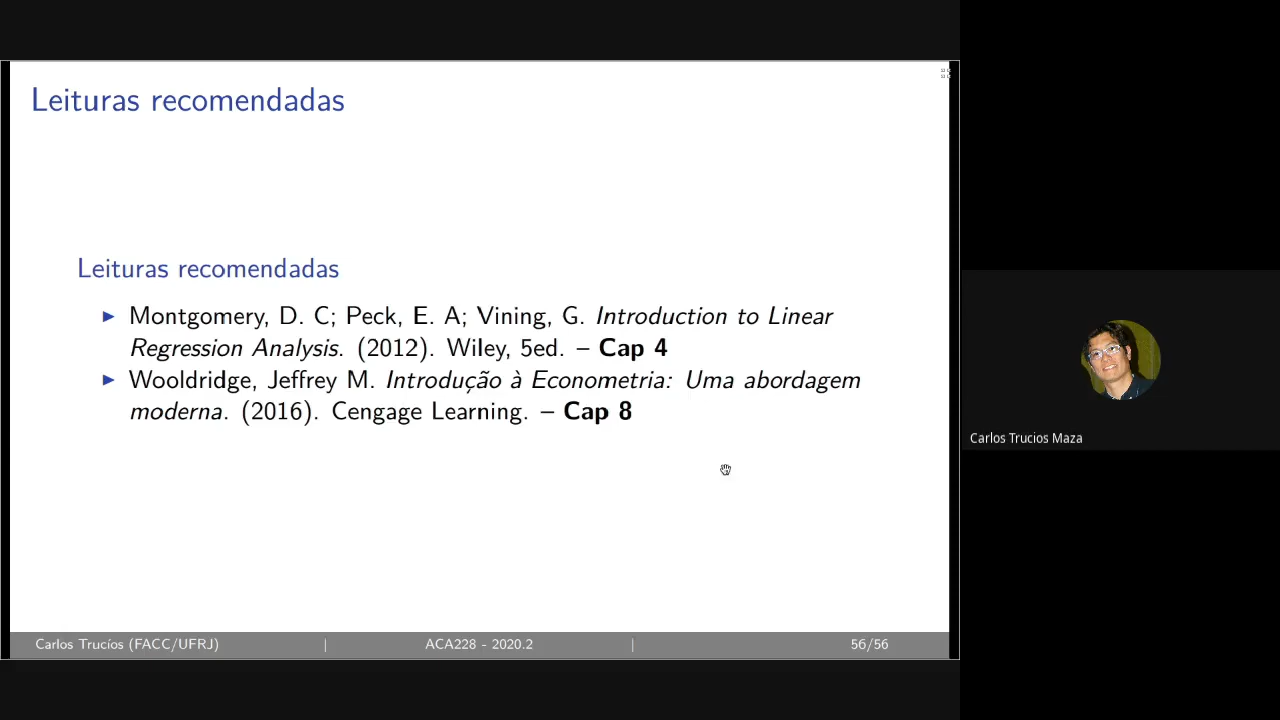 Leituras recomendadas
Leituras recomendadas
▶ Montgomery, D. C; Peck, E. A; Vining, G. Introduction to Linear
Regression Analysis. (2012). Wiley, 5ed. – Cap 4
▶ Wooldridge, Jeffrey M. Introdução à Econometria: Uma abordagem
moderna. (2016). Cengage Learning. – Cap 8
Carlos Trucíos (FACC/UFRJ) | ACA228 - 2020.2 | 56/56
Carlos Trucios Maza